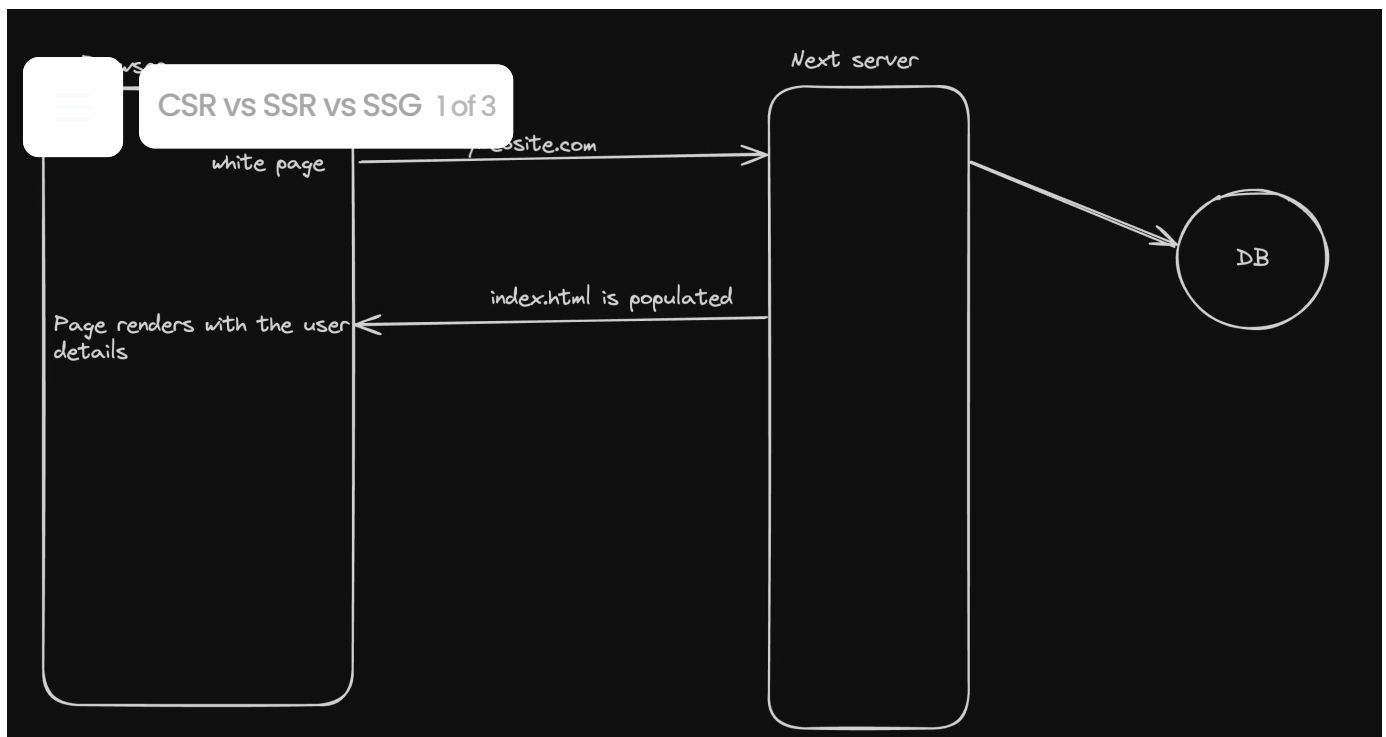 Next server
CSR vs SSR vs SSG 1 of 3
white page
index.html is populated
DB
Page renders with the user
details